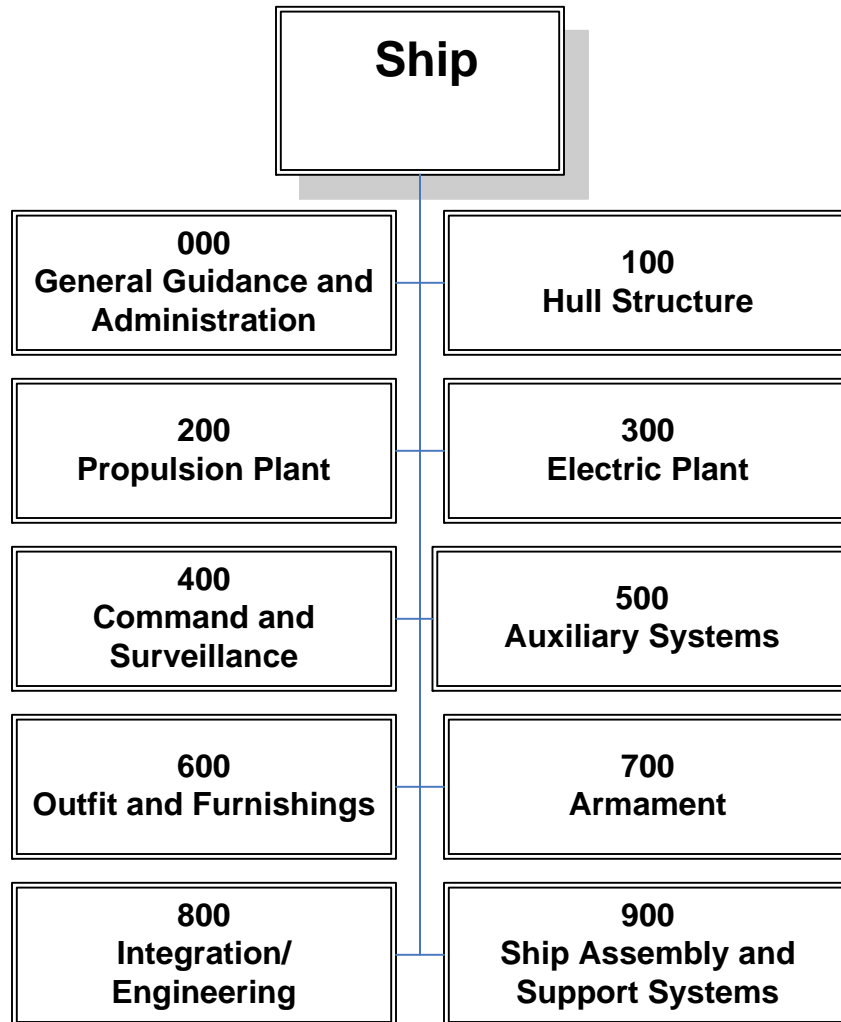 Ship
000
General Guidance and
Administration
100
Hull Structure
200
Propulsion Plant
300
Electric Plant
400
Command and
Surveillance
500
Auxiliary Systems
600
Outfit and Furnishings
700
Armament
800
Integration/
Engineering
900
Ship Assembly and
Support Systems